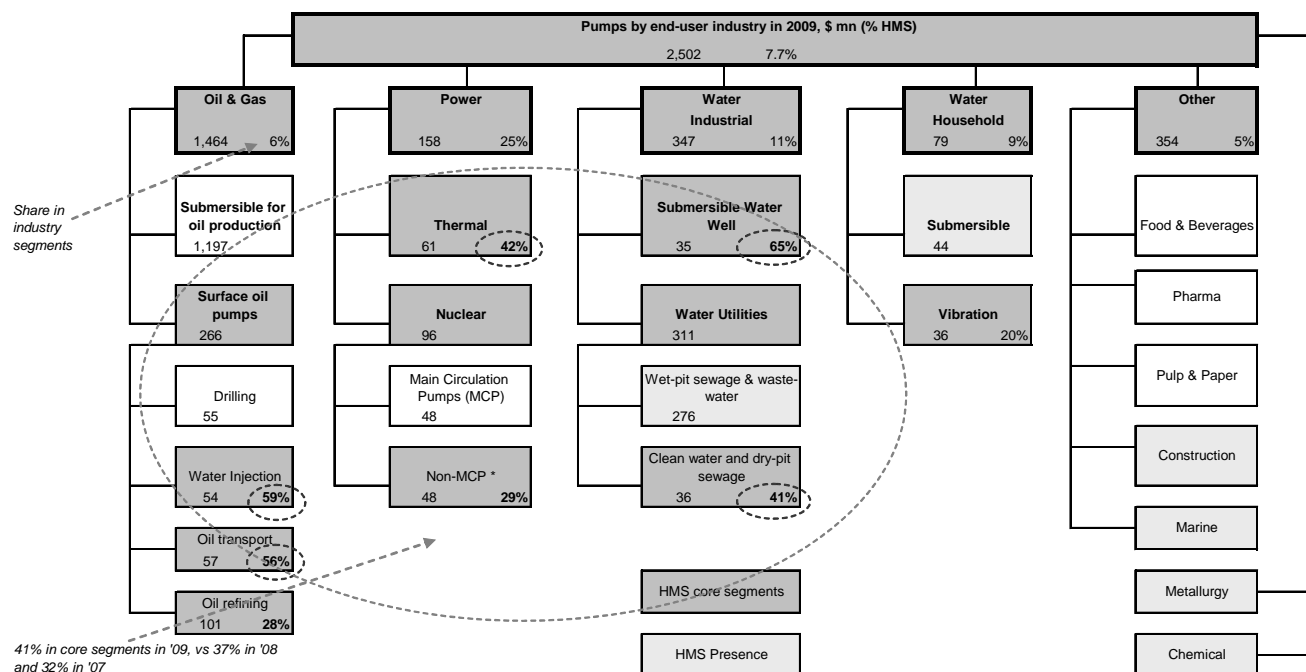 Pumps by end-user industry in 2009, $ mn (% HMS)
2,502 7.7%
Oil & Gas
1,464 6%
Power
158 25%
Water
Industrial
347 11%
Water
Household
79 9%
Other
354 5%
Share in
industry
segments
Submersible for
oil production
1,197
Thermal
61 42%
Submersible Water
Well
35 65%
Submersible
44
Food & Beverages
Surface oil
pumps
266
Nuclear
96
Water Utilities
311
Vibration
36 20%
Pharma
Drilling
55
Main Circulation
Pumps (MCP)
48
Wet-pit sewage & waste-
water
276
Pulp & Paper
Water Injection
54 59%
Non-MCP *
48 29%
Clean water and dry-pit
sewage
36 41%
Construction
Oil transport
57 56%
Marine
Oil refining
101 28%
HMS core segments
Metallurgy
41% in core segments in '09, vs 37% in '08
and 32% in '07
HMS Presence
Chemical